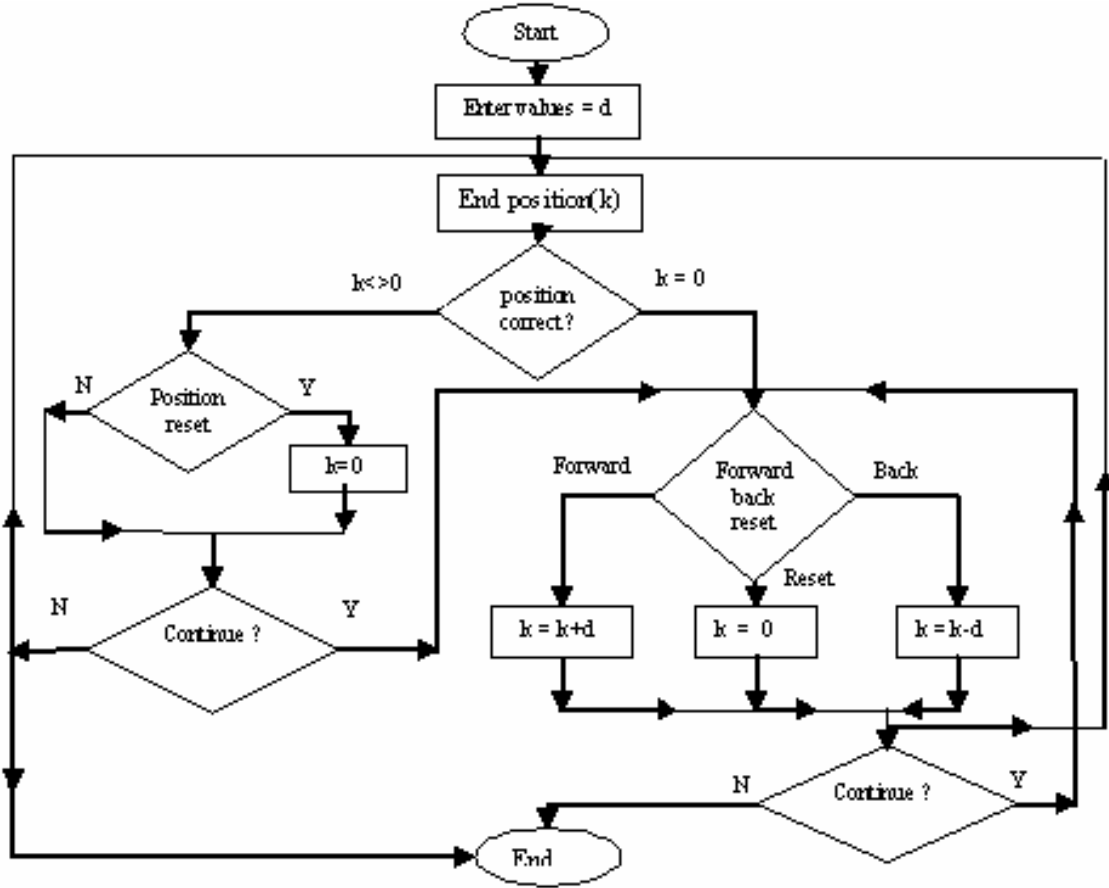 Start
Enter values = d
End position(k)
k<>0
k = 0
position
correct ?
N
Y
Position
reset
k=0
Forward
Forward
back
reset
Back
Reset
N
Y
Continue ?
k = k+d
k = 0
k = k-d
N
Y
Continue ?
End